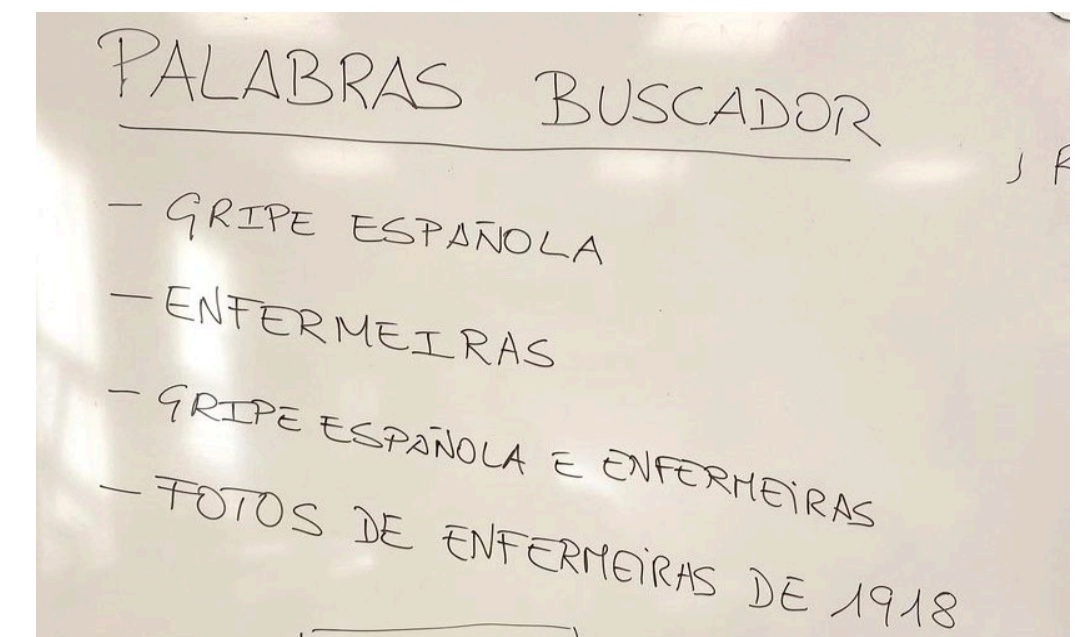 PALABRAS BUSCADOR
- GRIPE ESPAÑOLA
- ENFERMEIRAS
- GRIPE ESPAÑOLA E ENFERMEIRAS
- FOTOS DE ENFERMEIRAS DE 1918